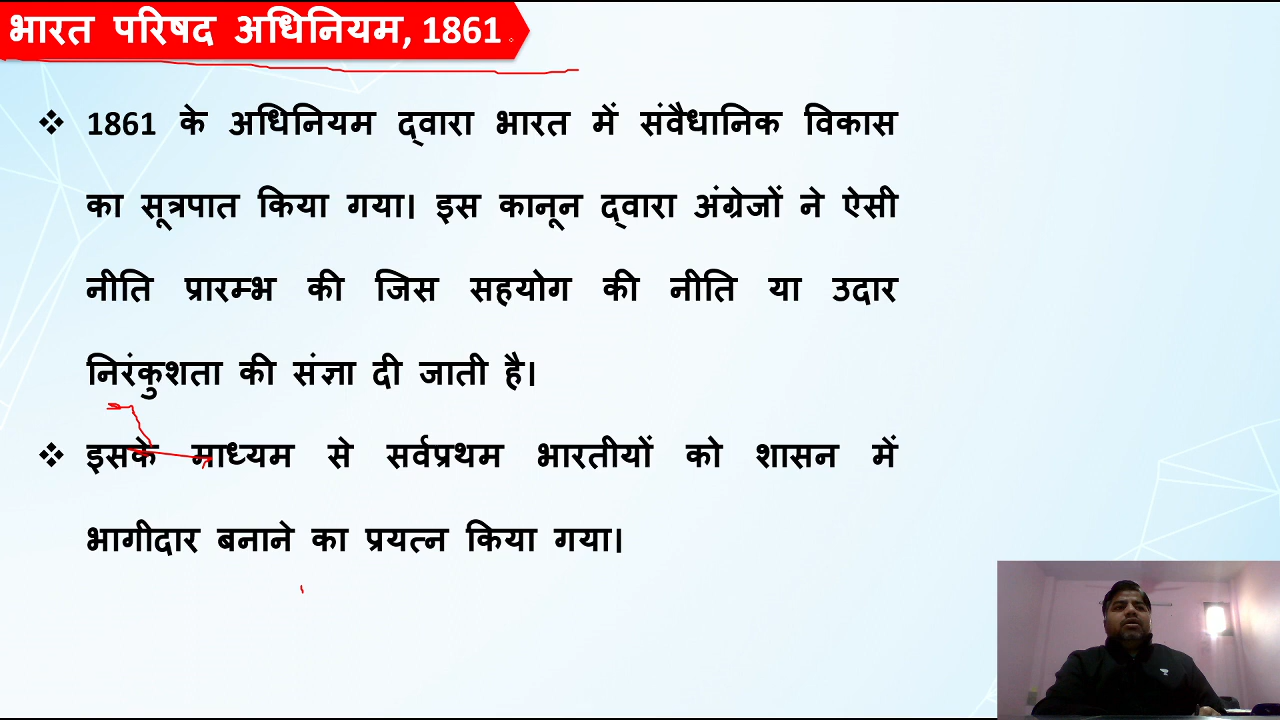 भारत परिषद अधिनियम, 1861
❖ 1861 के अधिनियम द्वारा भारत में संवैधानिक विकास
का सूत्रपात किया गया। इस कानून द्वारा अंग्रेजों ने ऐसी
नीति प्रारम्भ की जिस सहयोग की नीति या उदार
निरंकुशता की संज्ञा दी जाती है।
❖ इसके माध्यम से सर्वप्रथम भारतीयों को शासन में
भागीदार बनाने का प्रयत्न किया गया।